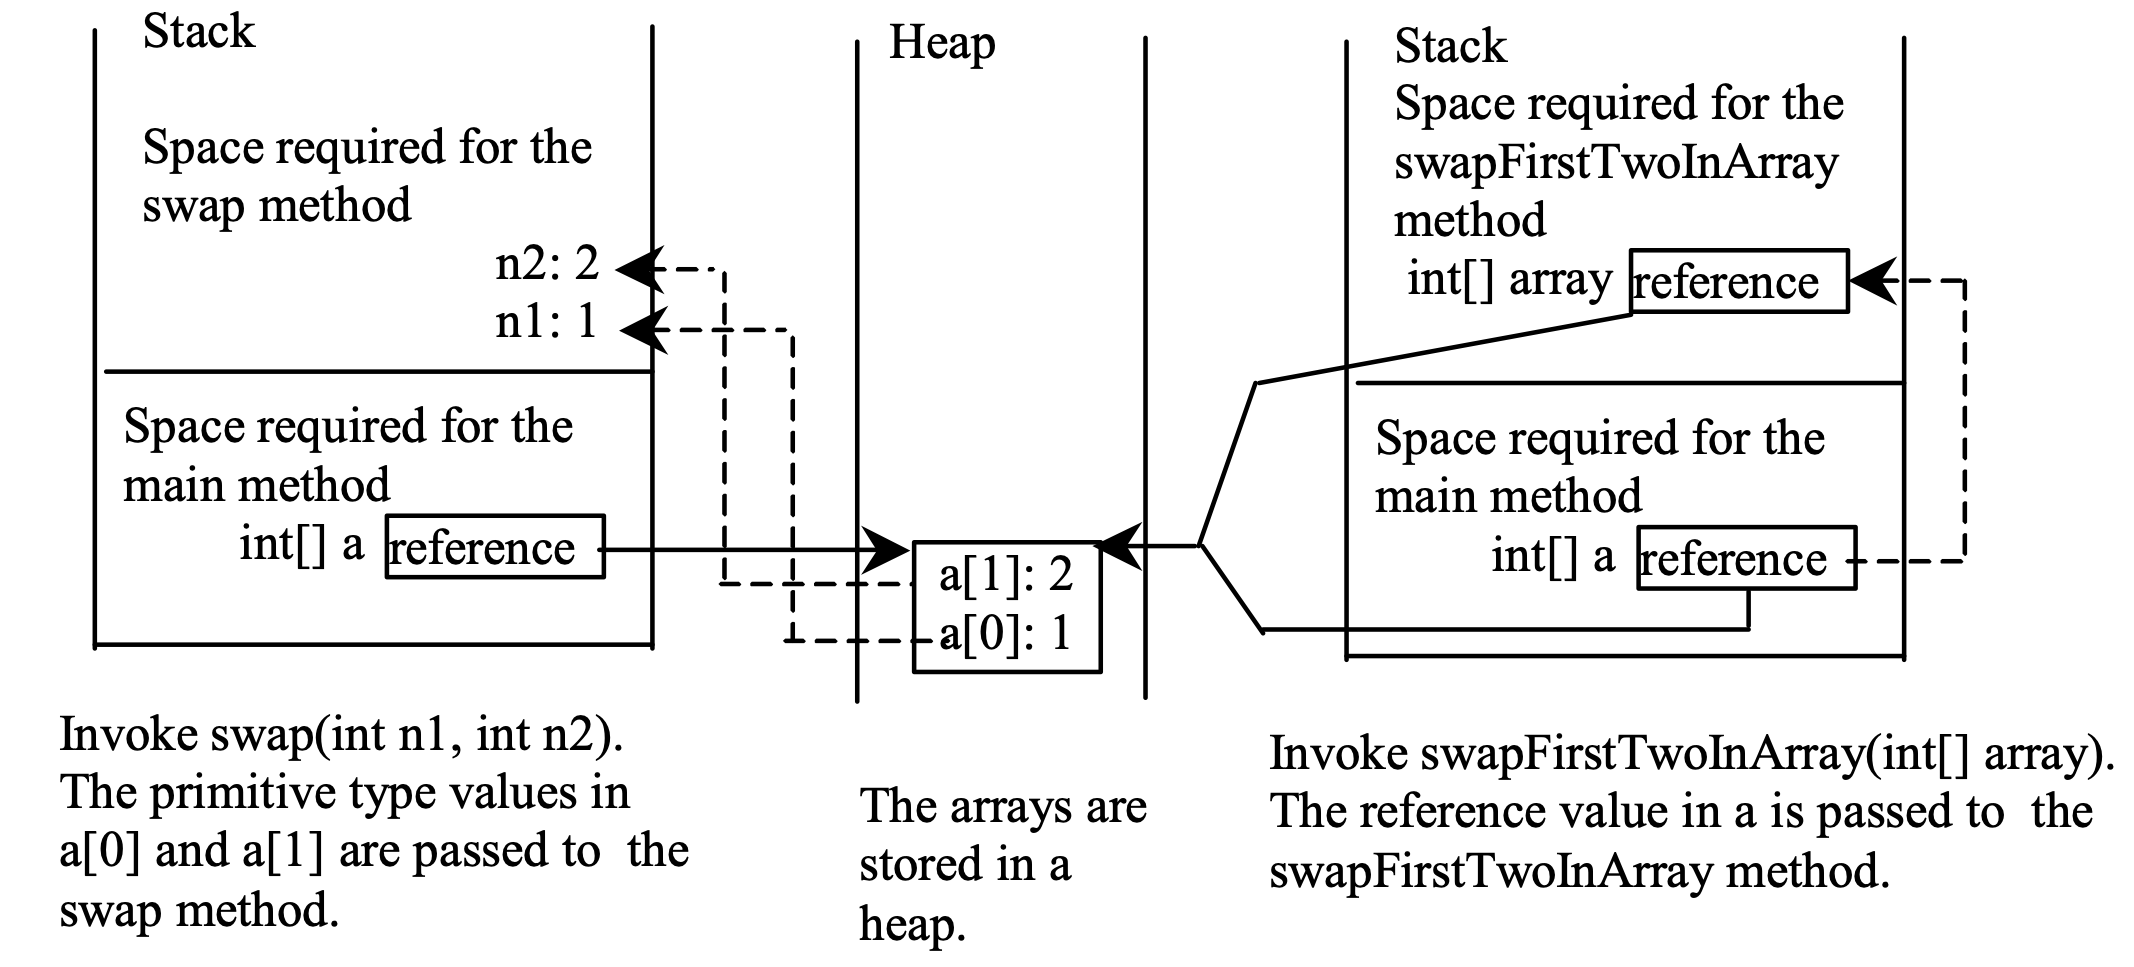 Stack
Space required for the
swap method
n2: 2
n1: 1
Space required for the
main method
int[] a reference
Invoke swap(int n1, int n2).
The primitive type values in
a[0] and a[1] are passed to  the
swap method.
Heap
a[1]: 2
a[0]: 1
The arrays are
stored in a
heap.
Stack
Space required for the
swapFirstTwoInArray
method
int[] array reference
Space required for the
main method
int[] a reference
Invoke swapFirstTwoInArray(int[] array).
The reference value in a is passed to  the
swapFirstTwoInArray method.